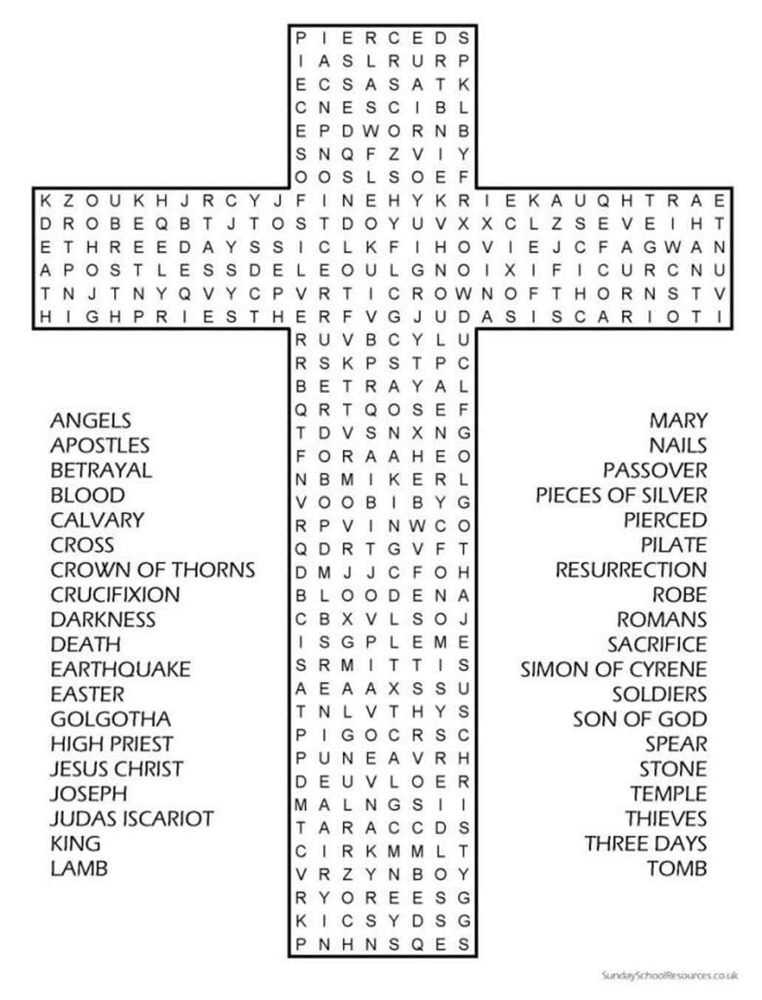 P I E R C E D S
I A S L R U R P
E C S A S A T K
C N E S C I B L
E P D W O R N B
S N Q F Z V I Y
O O S L S O E F
K Z O U K H J R C Y J F I N E H Y K R I E K A U Q H T R A E
D R O B E Q B T J T O S T D O Y U V X X C L Z S E V E I H T
E T H R E E D A Y S S I C L K F I H O V I E J C F A G W A N
A P O S T L E S S D E L E O U L G N O I X I F I C U R C N U
T N J T N Y Q V Y C P V R T I C R O W N O F T H O R N S T V
H I G H P R I E S T H E R F V G J U D A S I S C A R I O T I
R U V B C Y L U
R S K P S T P C
B E T R A Y A L
Q R T Q O S E F
T D V S N X N G
F O R A A H E O
N B M I K E R L
V O O B I B Y G
R P V I N W C O
Q D R T G V F T
D M J J C F O H
B L O O D E N A
C B X V L S O J
I S G P L E M E
S R M I T T I S
A E A A X S S U
T N L V T H Y S
P I G O C R S C
P U N E A V R H
D E U V L O E R
M A L N G S I I
T A R A C C D S
C I R K M M L T
V R Z Y N B O Y
R Y O R E E S G
K I C S Y D S G
P N H N S Q E S
ANGELS
APOSTLES
BETRAYAL
BLOOD
CALVARY
CROSS
CROWN OF THORNS
CRUCIFIXION
DARKNESS
DEATH
EARTHQUAKE
EASTER
GOLGOTHA
HIGH PRIEST
JESUS CHRIST
JOSEPH
JUDAS ISCARIOT
KING
LAMB
MARY
NAILS
PASSOVER
PIECES OF SILVER
PIERCED
PILATE
RESURRECTION
ROBE
ROMANS
SACRIFICE
SIMON OF CYRENE
SOLDIERS
SON OF GOD
SPEAR
STONE
TEMPLE
THIEVES
THREE DAYS
TOMB
SundaySchoolResources.co.uk